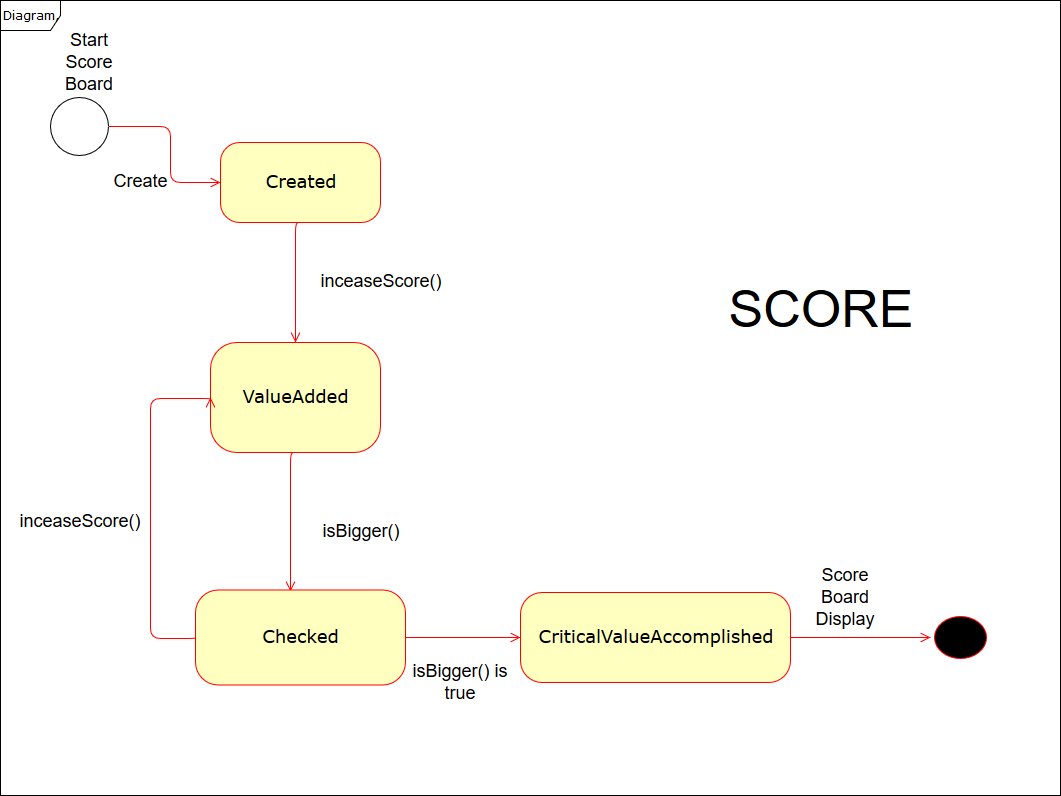 Diagram
Start
Score
Board
Create
Created
inceaseScore()
SCORE
ValueAdded
inceaseScore()
isBigger()
Score
Board
Display
Checked
CriticalValueAccomplished
isBigger() is
true